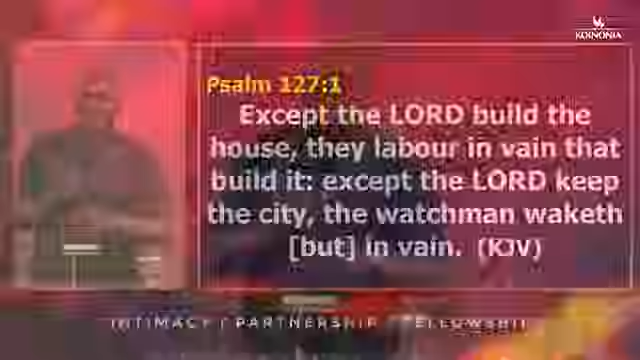 KOINONIA
Psalm 127:1
Except the LORD build the
house, they labour in vain that
build it: except the LORD keep
the city, the watchman waketh
[but] in vain. (KJV)
INTIMACY / PARTNERSHIP / FELLOWSHIP